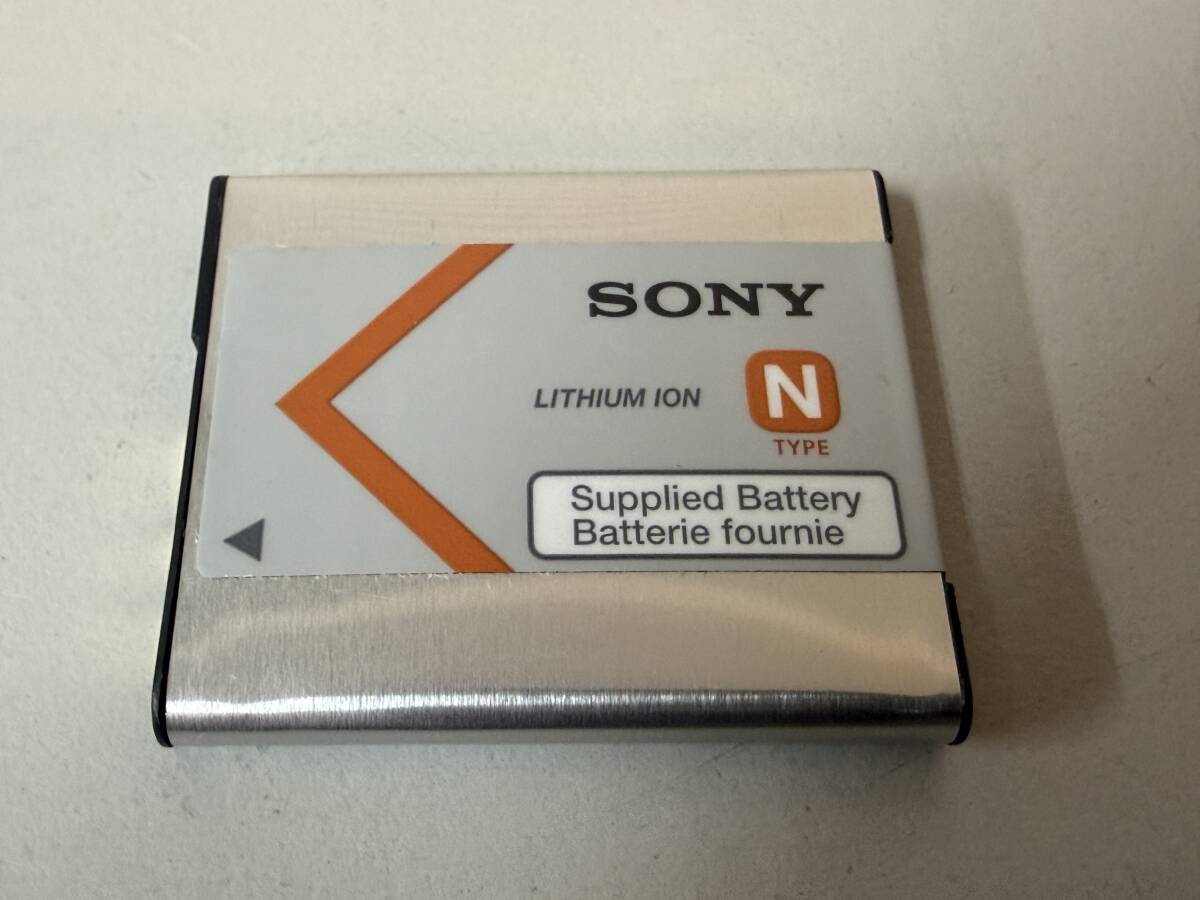 SONY
LITHIUM ION
N
TYPE
Supplied Battery
Batterie fournie